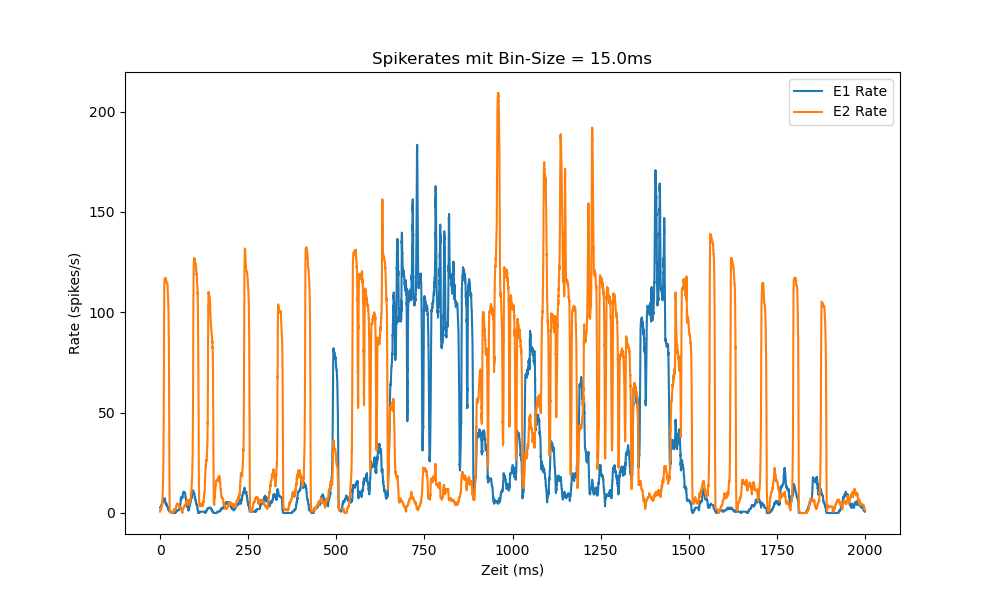 Spikerates mit Bin-Size = 15.0ms
E1 Rate
E2 Rate
Rate (spikes/s)
200
150
100
50
0
0 250 500 750 1000 1250 1500 1750 2000
Zeit (ms)